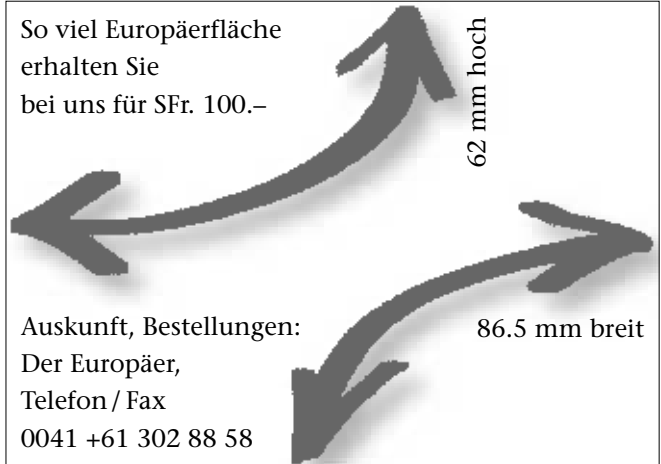 So viel Europäerfläche
erhalten Sie
bei uns für SFr. 100.–
62 mm hoch
86.5 mm breit
Auskunft, Bestellungen:
Der Europäer,
Telefon / Fax
0041 +61 302 88 58